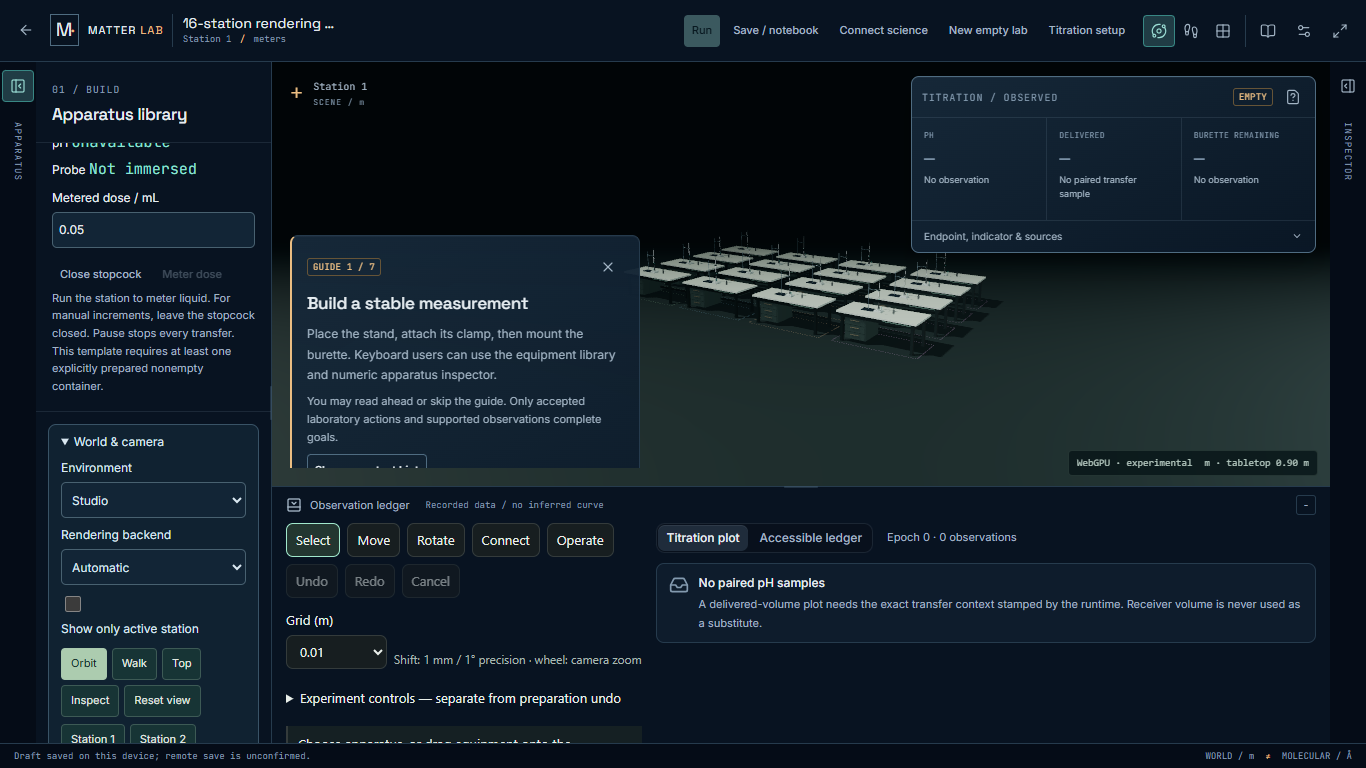 M
MATTER LAB
16-station rendering ...
Station 1 / meters
Run
Save / notebook
Connect science
New empty lab
Titration setup
APPARATUS
01 / BUILD
Apparatus library
pH Unavailable
Probe Not immersed
Metered dose / mL
0.05
Close stopcock
Meter dose
Run the station to meter liquid. For
manual increments, leave the stopcock
closed. Pause stops every transfer.
This template requires at least one
explicitly prepared nonempty
container.
World & camera
Environment
Studio
Rendering backend
Automatic
Show only active station
Orbit
Walk
Top
Inspect
Reset view
Station 1
Station 2
Station 1
SCENE / m
GUIDE 1 / 7
Build a stable measurement
Place the stand, attach its clamp, then mount the
burette. Keyboard users can use the equipment library
and numeric apparatus inspector.
You may read ahead or skip the guide. Only accepted
laboratory actions and supported observations complete
goals.
TITRATION / OBSERVED
EMPTY
PH
—
No observation
DELIVERED
—
No paired transfer
sample
BURETTE REMAINING
—
No observation
Endpoint, indicator & sources
WebGPU · experimental m · tabletop 0.90 m
INSPECTOR
Observation ledger
Recorded data / no inferred curve
-
Select
Move
Rotate
Connect
Operate
Undo
Redo
Cancel
Grid (m)
0.01
Shift: 1 mm / 1° precision · wheel: camera zoom
Experiment controls — separate from preparation undo
Titration plot
Accessible ledger
Epoch 0 · 0 observations
No paired pH samples
A delivered-volume plot needs the exact transfer context stamped by the runtime. Receiver volume is never used as
a substitute.
Draft saved on this device; remote save is unconfirmed.
WORLD / m ≠ MOLECULAR / Å